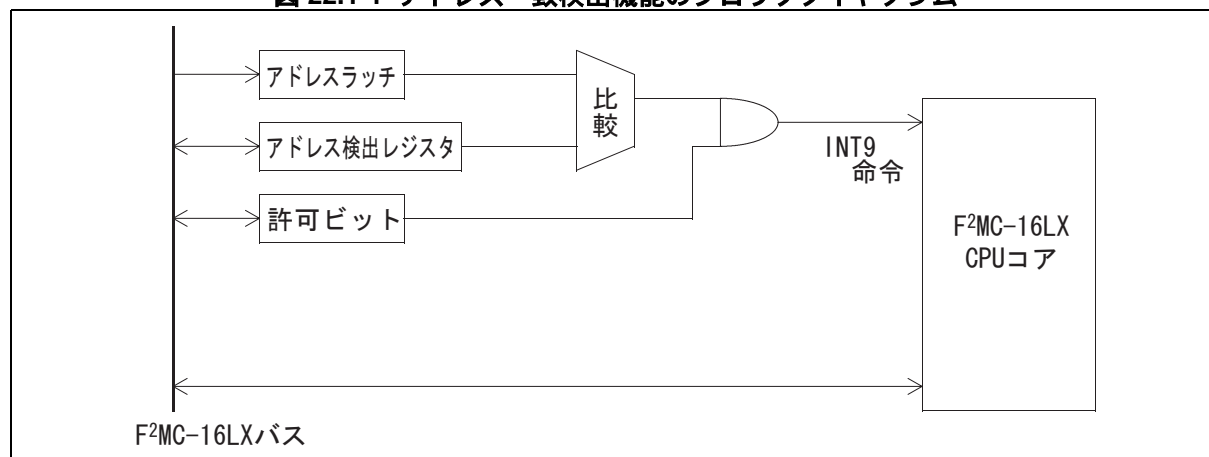 アドレスラッチ
アドレス検出レジスタ
許可ビット
比較
INT9
命令
F²MC-16LX
CPUコア
F²MC-16LXバス